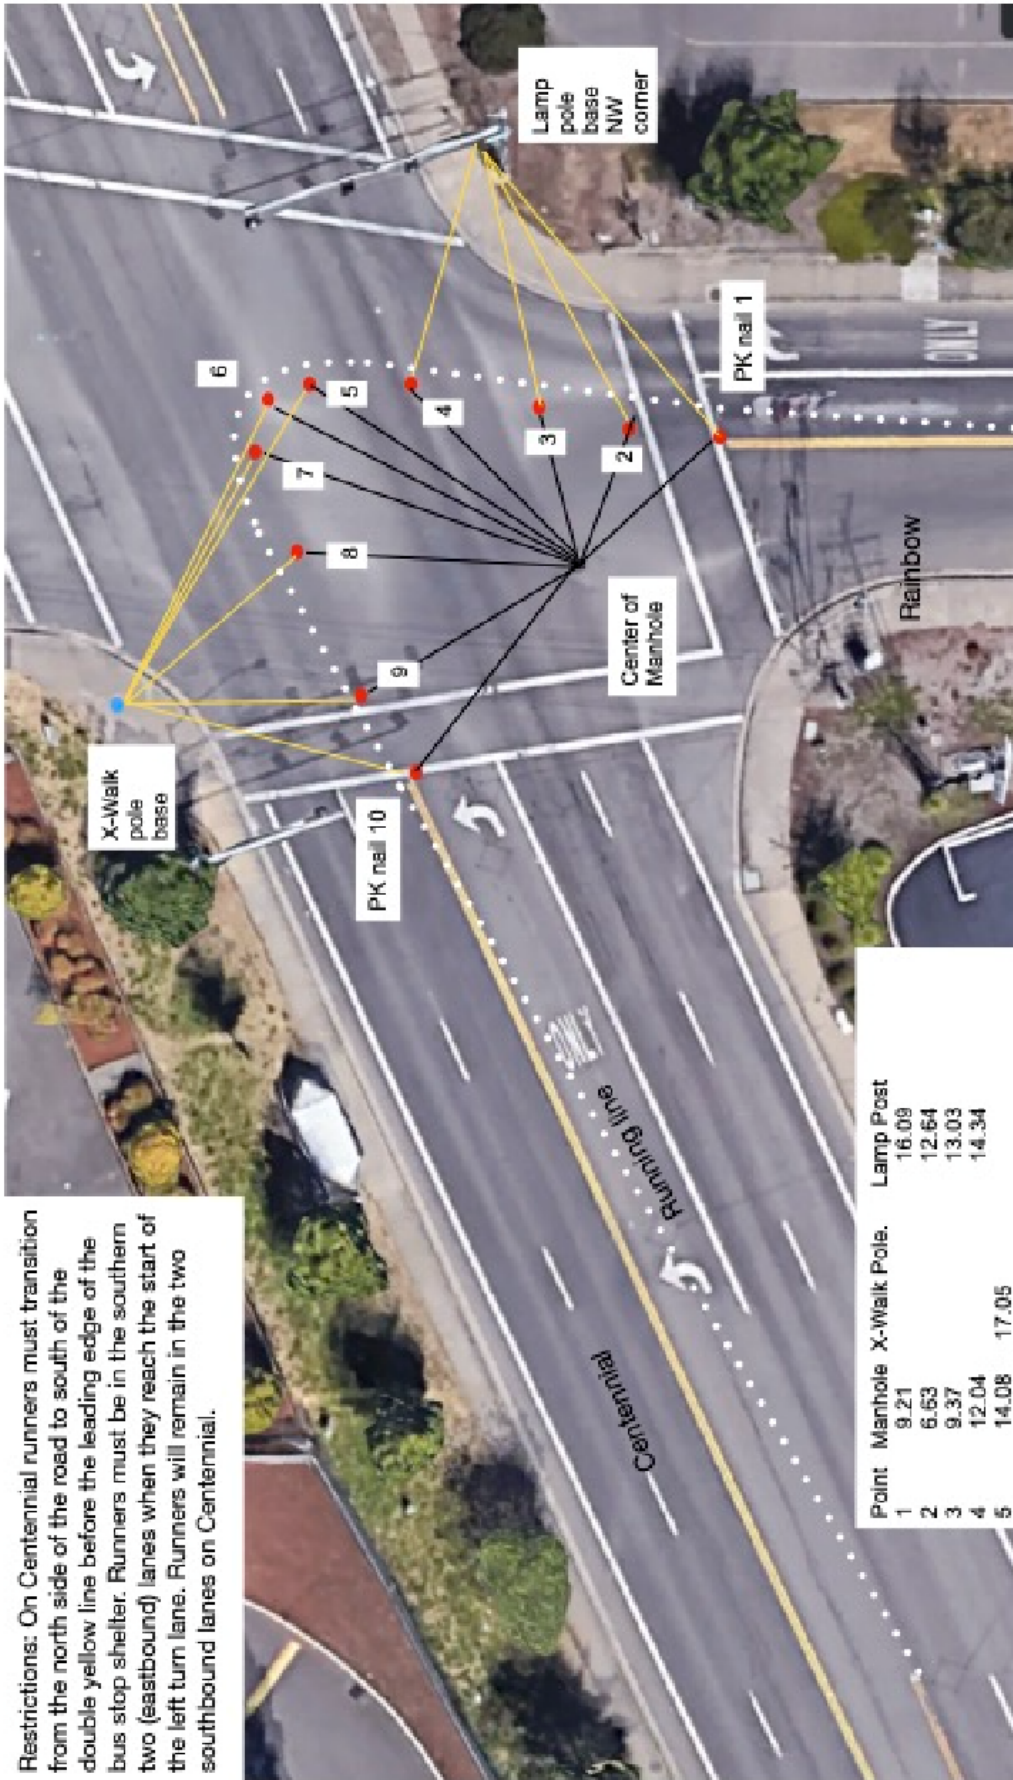 Restrictions: On Centennial runners must transition
from the north side of the road to south of the
double yellow line before the leading edge of the
bus stop shelter. Runners must be in the southern
two (eastbound) lanes when they reach the start of
the left turn lane. Runners will remain in the two
southbound lanes on Centennial.
X-Walk
pole
base
Lamp
pole
base
NW
corner
6
7
5
8
4
9
3
2
PK nail 10
PK nail 1
Center of
Manhole
ONLY
ONLY
Running line
Centennial
Rainbow
Point Manhole X-Walk Pole. Lamp Post
1 9.21 16.09
2 6.63 12.64
3 9.37 13.03
4 12.04 14.34
5 14.08 17.05